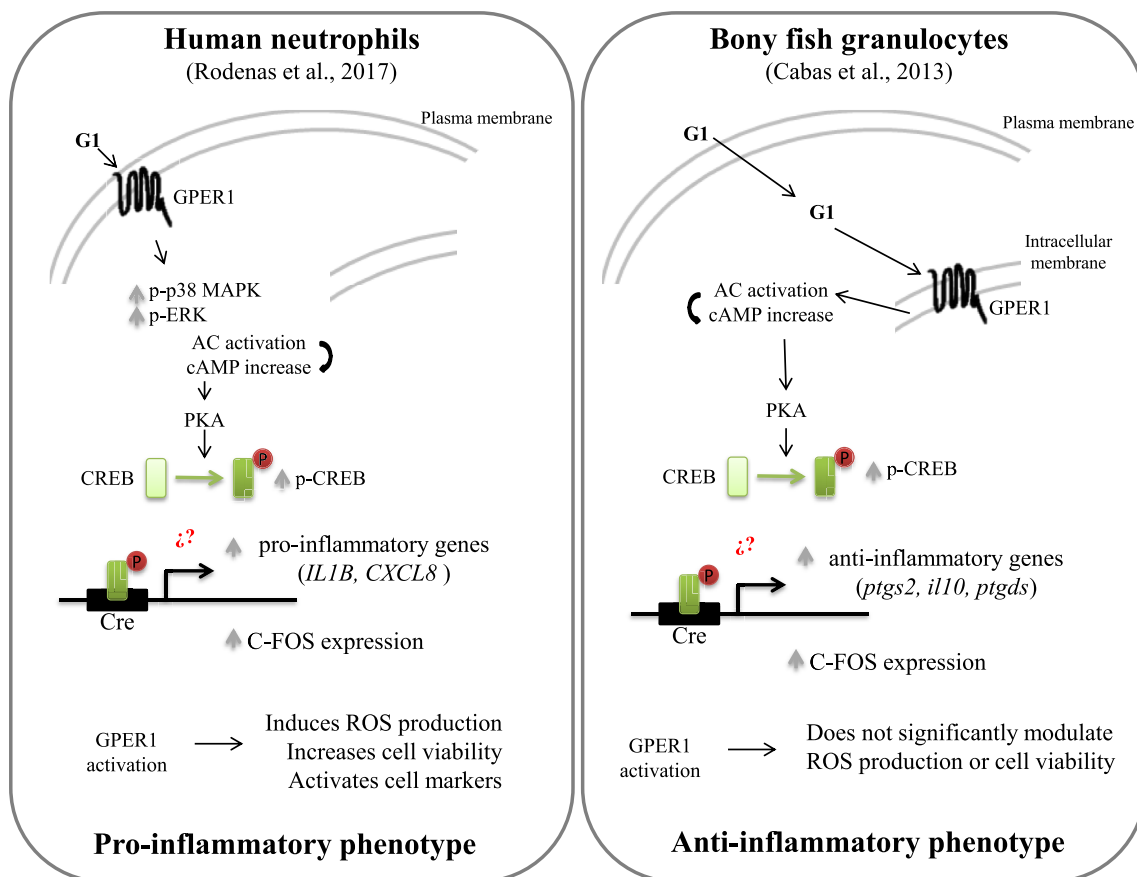 Human neutrophils
(Rodenas et al., 2017)
Plasma membrane
G1
GPER1
p-p38 MAPK
p-ERK
AC activation
cAMP increase
PKA
CREB
P
p-CREB
¿?
pro-inflammatory genes
(IL1B, CXCL8 )
P
Cre
C-FOS expression
GPER1
activation
Induces ROS production
Increases cell viability
Activates cell markers
Pro-inflammatory phenotype
Bony fish granulocytes
(Cabas et al., 2013)
Plasma membrane
G1
G1
Intracellular
membrane
GPER1
AC activation
cAMP increase
PKA
CREB
P
p-CREB
¿?
anti-inflammatory genes
(ptgs2, il10, ptgds)
P
Cre
C-FOS expression
GPER1
activation
Does not significantly modulate
ROS production or cell viability
Anti-inflammatory phenotype